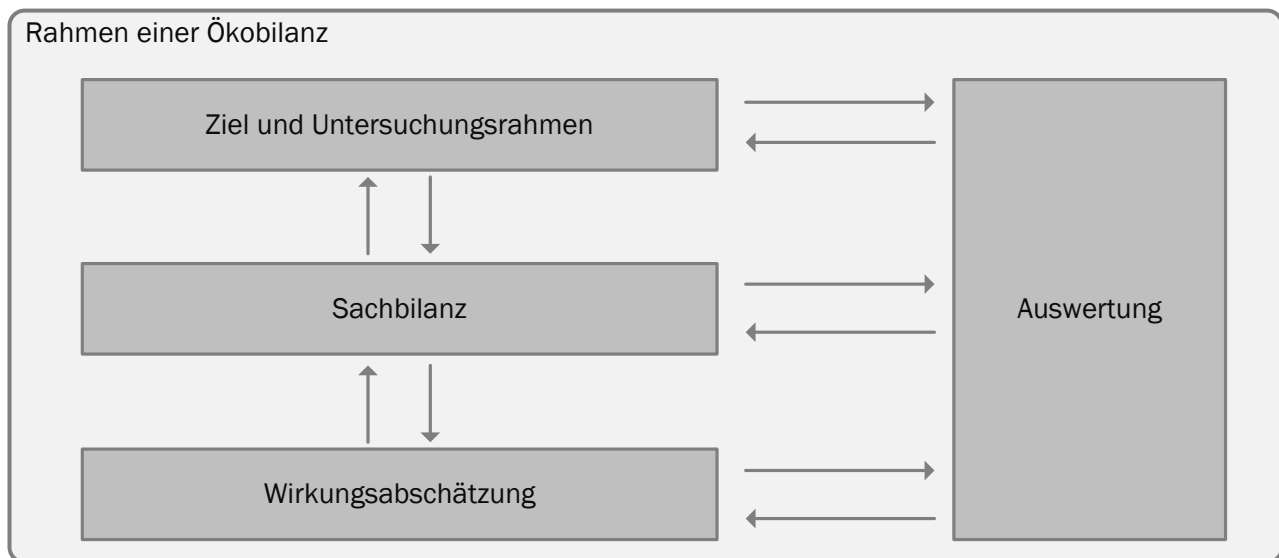 Rahmen einer Ökobilanz
Ziel und Untersuchungsrahmen
Sachbilanz
Auswertung
Wirkungsabschätzung